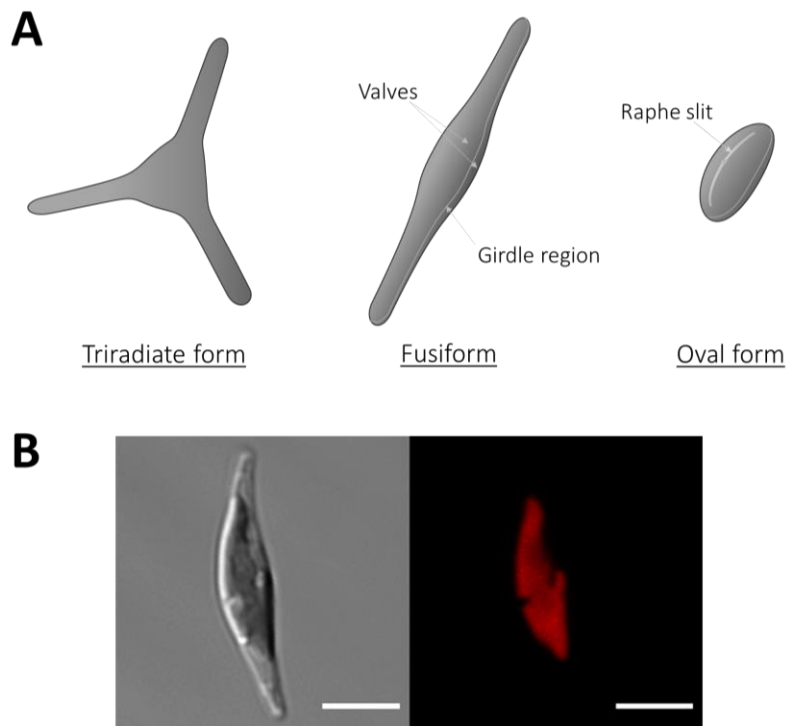 A
Valves
Raphe slit
Girdle region
Triradiate form
Fusiform
Oval form
B